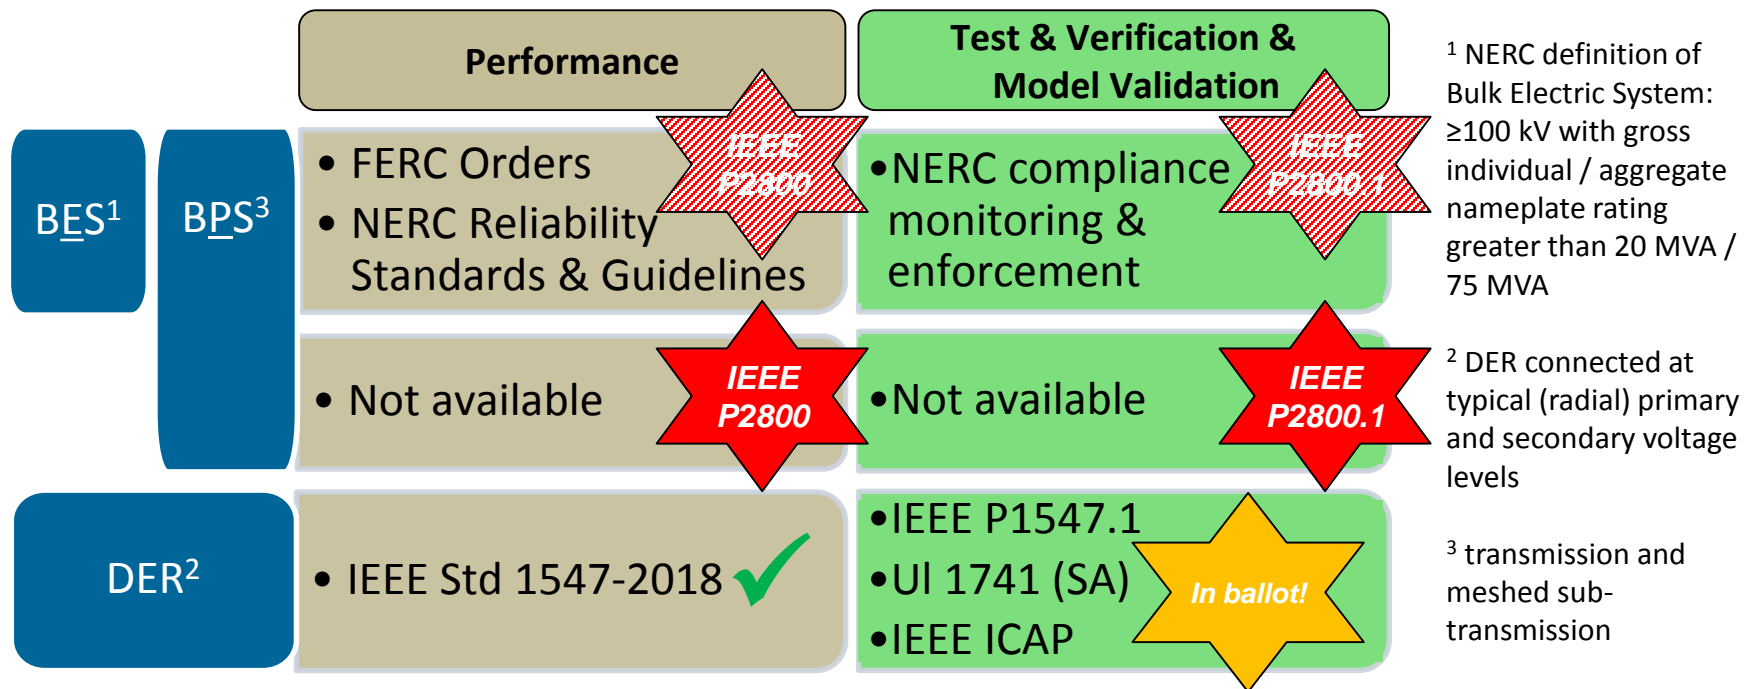 Performance
Test & Verification &
Model Validation
BES¹
BPS³
• FERC Orders
• NERC Reliability
Standards & Guidelines
IEEE
P2800
•NERC compliance
monitoring &
enforcement
IEEE
P2800.1
• Not available
IEEE
P2800
•Not available
IEEE
P2800.1
DER²
• IEEE Std 1547-2018
•IEEE P1547.1
•Ul 1741 (SA)
•IEEE ICAP
In ballot!
¹ NERC definition of
Bulk Electric System:
≥100 kV with gross
individual / aggregate
nameplate rating
greater than 20 MVA /
75 MVA
² DER connected at
typical (radial) primary
and secondary voltage
levels
³ transmission and
meshed sub-
transmission